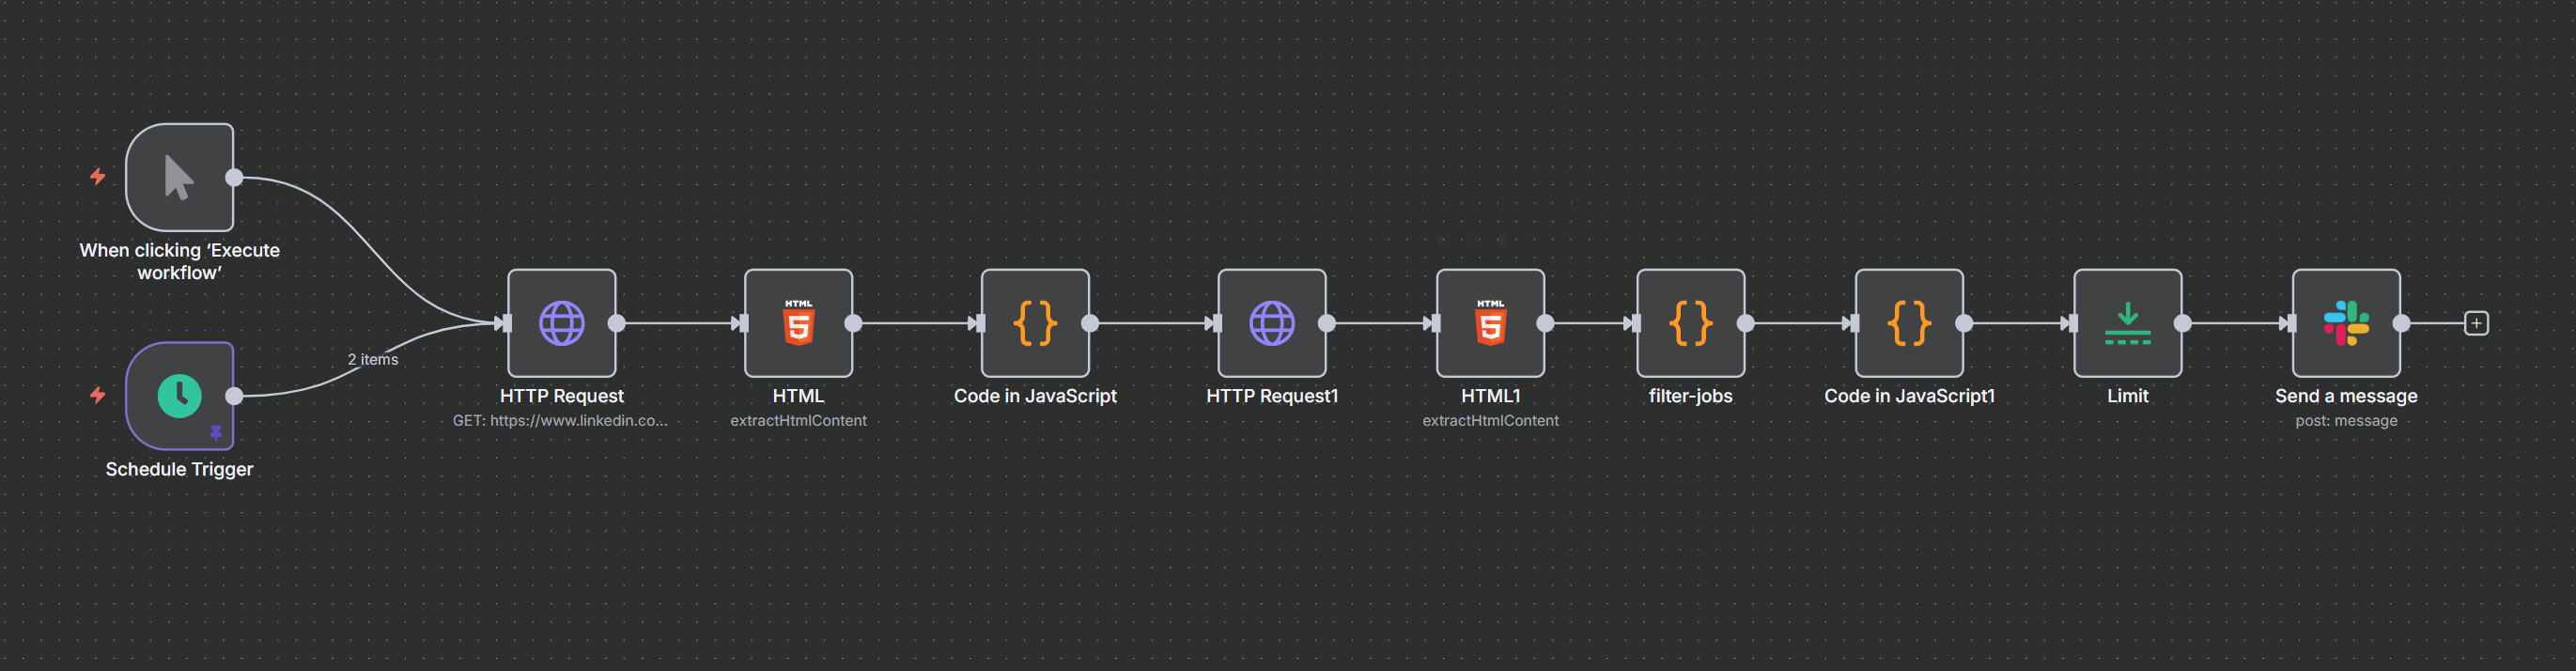 When clicking ‘Execute
workflow’
2 items
Schedule Trigger
HTTP Request
GET: https://www.linkedin.co...
HTML
HTML
extractHtmlContent
Code in JavaScript
HTTP Request1
HTML
HTML1
extractHtmlContent
filter-jobs
Code in JavaScript1
Limit
Send a message
post: message